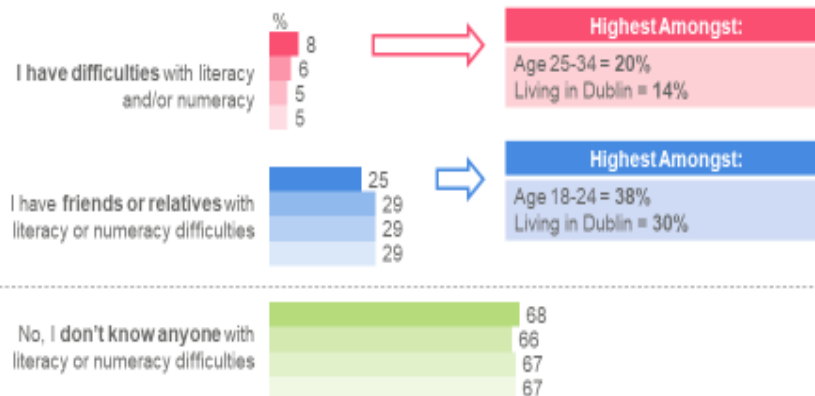 %
I have difficulties with literacy
and/or numeracy
8
6
5
5
Highest Amongst:
Age 25-34 = 20%
Living in Dublin = 14%
I have friends or relatives with
literacy or numeracy difficulties
25
29
29
29
Highest Amongst:
Age 18-24 = 38%
Living in Dublin = 30%
No, I don't know anyone with
literacy or numeracy difficulties
68
66
67
67